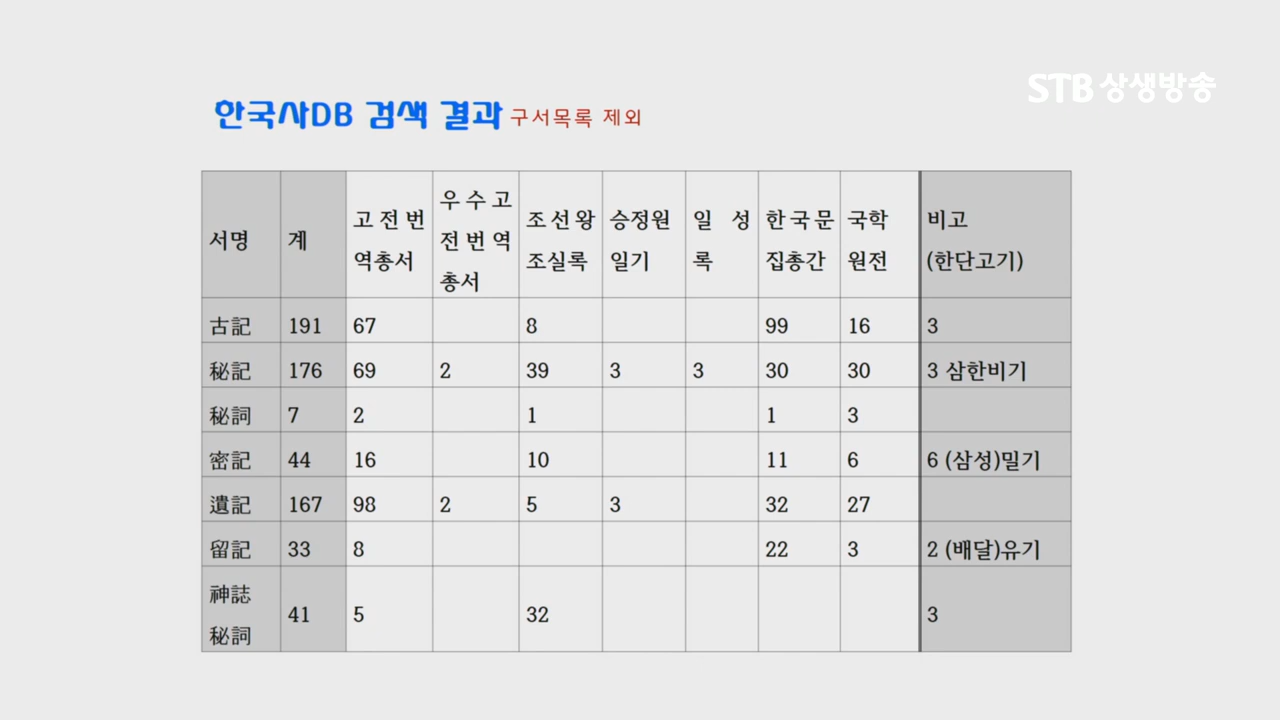 STB 상생방송
한국사DB 검색 결과 구서목록 제외
서명 계 고전번역총서 우수고전번역총서 조선왕조실록 승정원일기 일성록 한국문집총간 국학원전 비고 (한단고기)
古記 191 67 8 99 16 3
秘記 176 69 2 39 3 3 30 30 3 삼한비기
秘詞 7 2 1 1 3
密記 44 16 10 11 6 6 (삼성)밀기
遺記 167 98 2 5 3 32 27
留記 33 8 22 3 2 (배달)유기
神誌秘詞 41 5 32 3